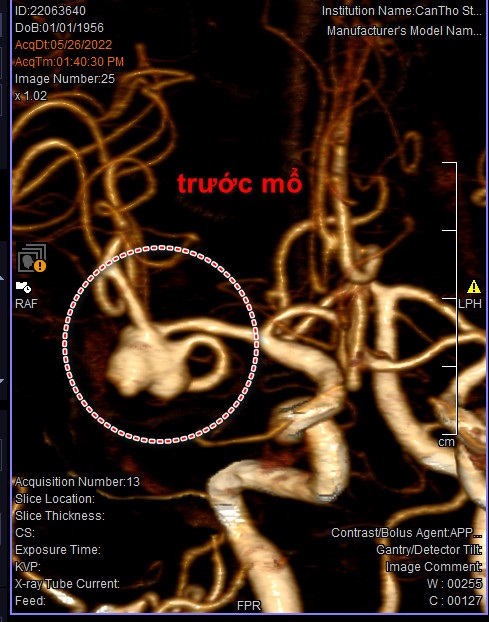 ID:22063640
DoB:01/01/1956
AcqDt:05/26/2022
AcqTm:01:40:30 PM
Image Number:25
x 1.02
Institution Name:CanTho St...
Manufacturer's Model Nam...
trước mổ
RAF
LPH
cm
Acquisition Number:13
Slice Location:
Slice Thickness:
CS:
Exposure Time:
KVP:
X-ray Tube Current:
Feed:
FPR
Contrast/Bolus Agent:APP...
Gantry/Detector Tilt:
Image Comment:
W : 00255
C : 00127